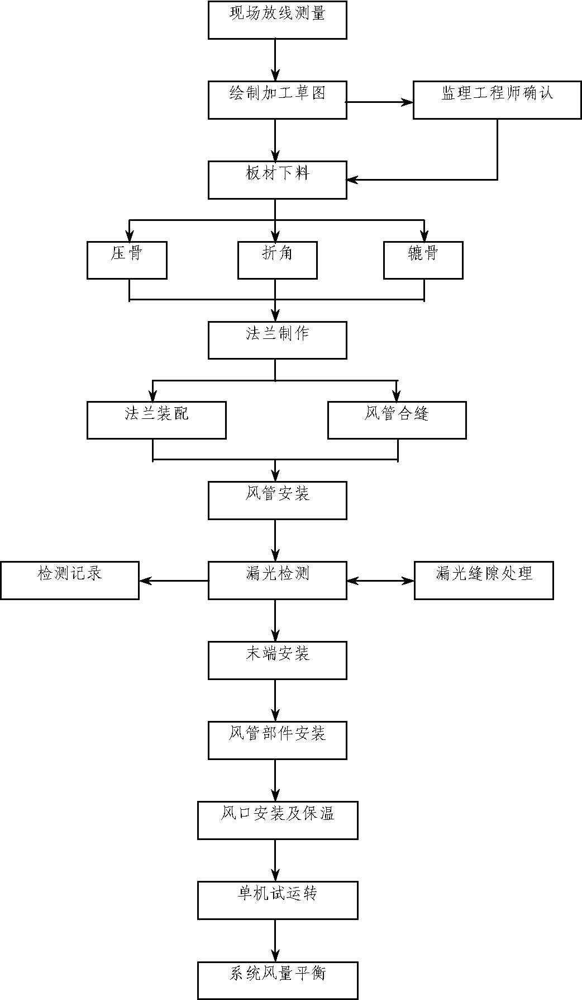 现场放线测量
绘制加工草图
监理工程师确认
板材下料
压骨
折角
辘骨
法兰制作
法兰装配
风管合缝
风管安装
检测记录
漏光检测
漏光缝隙处理
末端安装
风管部件安装
风口安装及保温
单机试运转
系统风量平衡